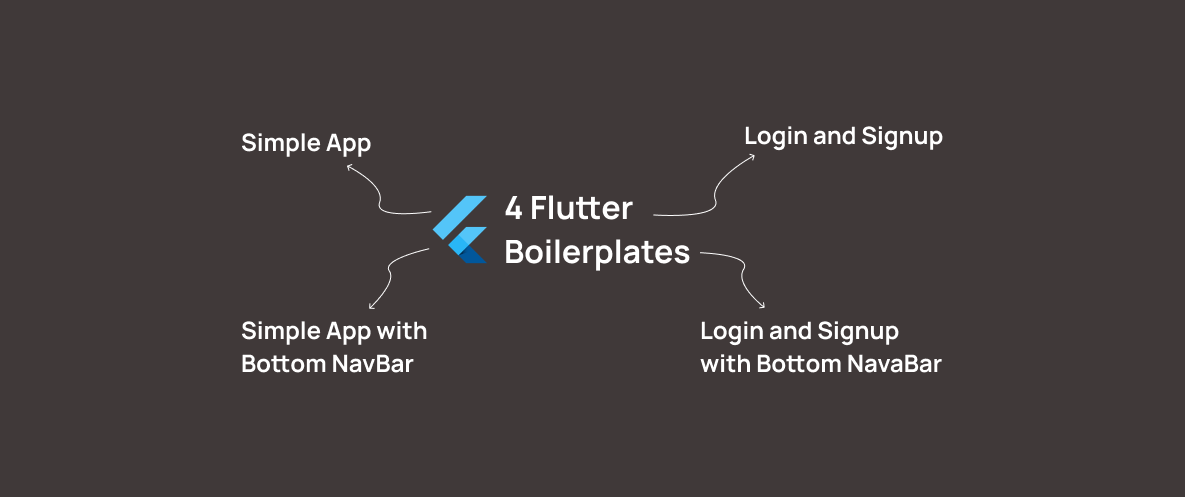 Simple App
Login and Signup
4 Flutter
Boilerplates
Simple App with
Bottom NavBar
Login and Signup
with Bottom NavaBar